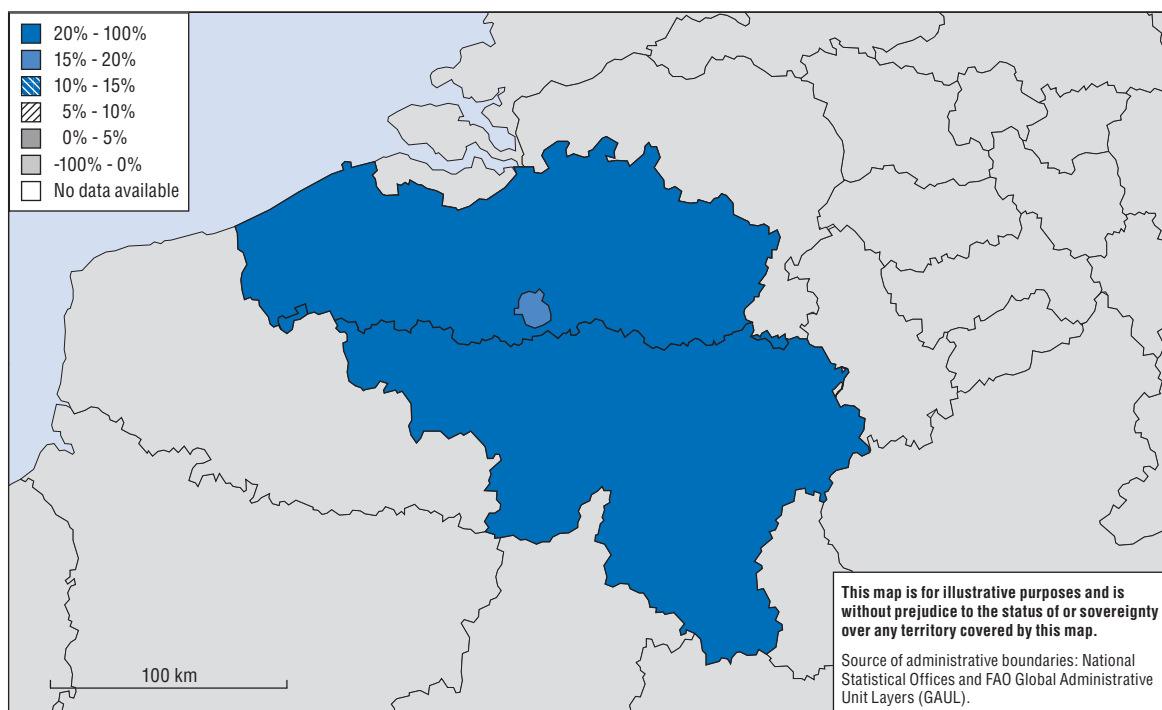 20% - 100%
15% - 20%
10% - 15%
5% - 10%
0% - 5%
-100% - 0%
No data available
100 km
This map is for illustrative purposes and is
without prejudice to the status of or sovereignty
over any territory covered by this map.
Source of administrative boundaries: National
Statistical Offices and FAO Global Administrative
Unit Layers (GAUL).